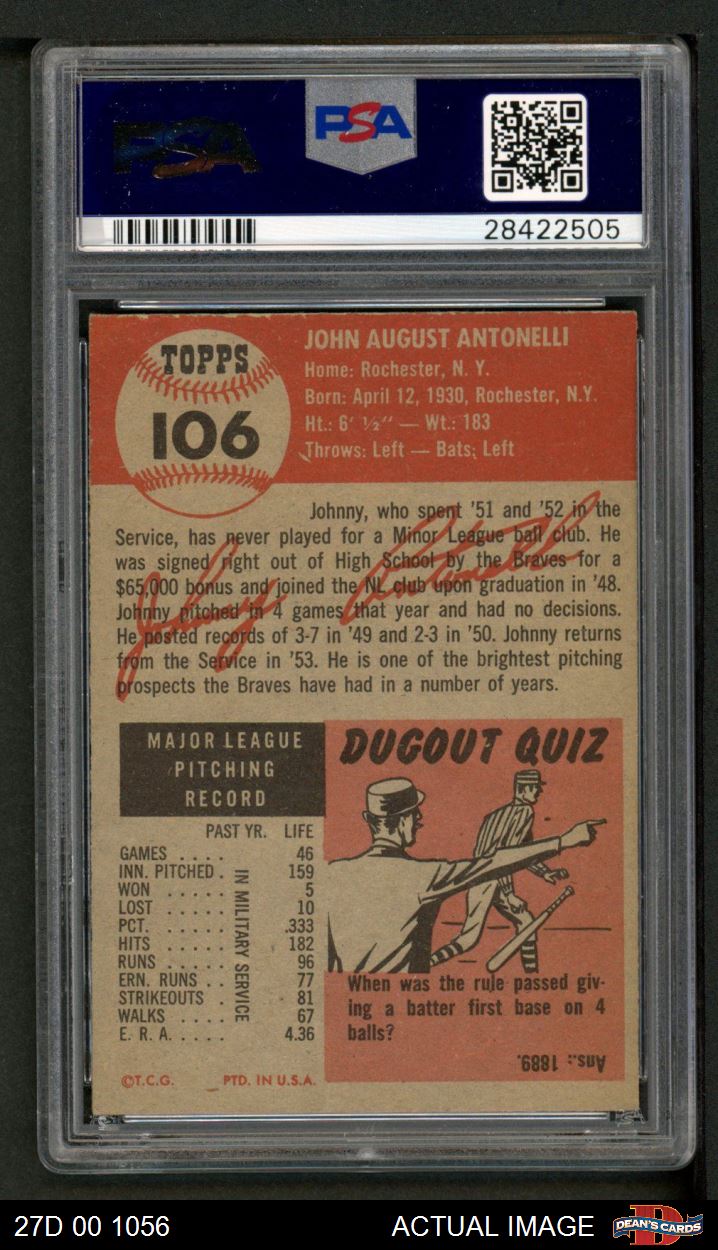 PSA
PSA
28422505
TOPPS
106
JOHN AUGUST ANTONELLI
Home: Rochester, N. Y.
Born: April 12, 1930, Rochester, N.Y.
Ht.: 6' ½" — Wt.: 183
Throws: Left — Bats: Left
Johnny, who spent '51 and '52 in the
Service, has never played for a Minor League ball club. He
was signed right out of High School by the Braves for a
$65,000 bonus and joined the NL club upon graduation in '48.
Johnny pitched in 4 games that year and had no decisions.
He posted records of 3-7 in '49 and 2-3 in '50. Johnny returns
from the Service in '53. He is one of the brightest pitching
prospects the Braves have had in a number of years.
Johnny Antonelli
MAJOR LEAGUE
PITCHING
RECORD
PAST YR. LIFE
GAMES . . . . 46
INN. PITCHED . 159
WON . . . . . 5
LOST . . . . . 10
PCT. . . . . . .333
HITS . . . . . 182
RUNS . . . . . 96
ERN. RUNS . . 77
STRIKEOUTS . 81
WALKS . . . . 67
E. R. A. . . . . . 4.36
IN MILITARY SERVICE
©T.C.G. PTD. IN U.S.A.
DUGOUT QUIZ
When was the rule passed giv-
ing a batter first base on 4
balls?
Ans.: 1889.
27D 00 1056
ACTUAL IMAGE
D
DEAN'S CARDS